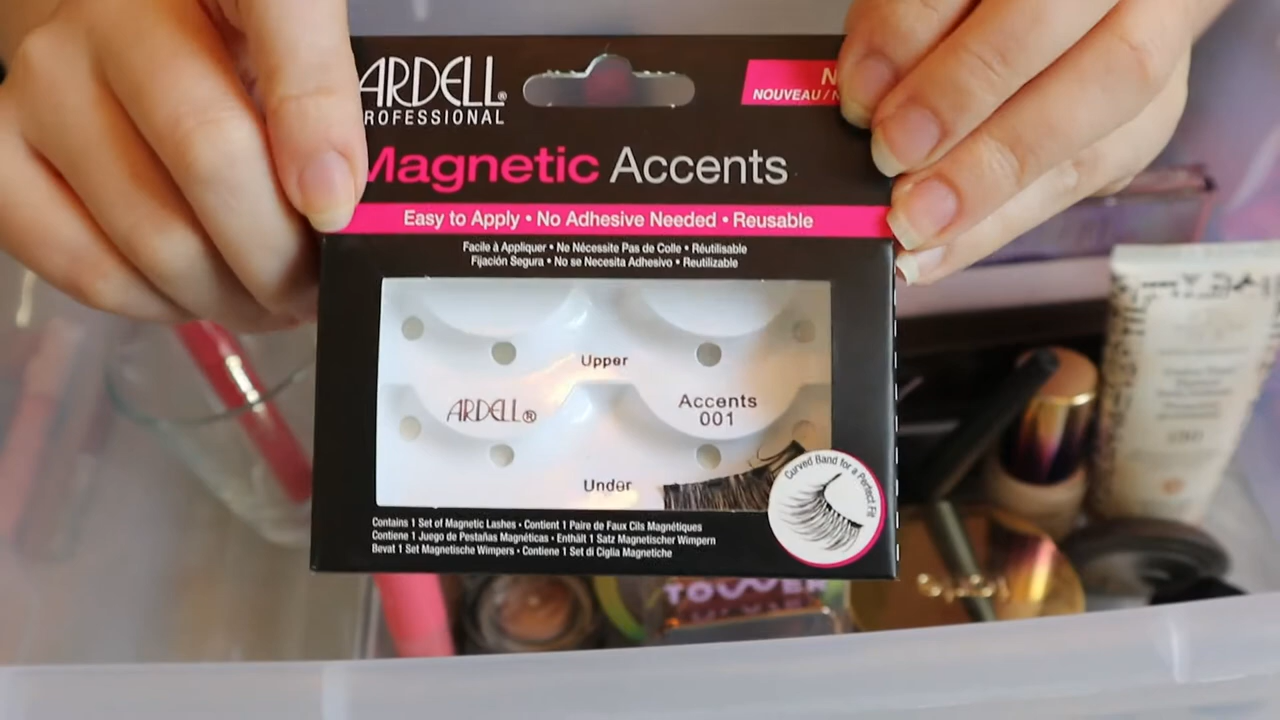 ARDELL®
PROFESSIONAL
NOUVEAU /
Magnetic Accents
Easy to Apply • No Adhesive Needed • Reusable
Facile à Appliquer • No Nécessite Pas de Colle • Réutilisable
Fijación Segura • No se Necesita Adhesivo • Reutilizable
Upper
ARDELL®
Accents
001
Under
Curved Band for a Perfect Fit
Contains 1 Set of Magnetic Lashes • Contient 1 Paire de Faux Cils Magnétiques
Contiene 1 Juego de Pestañas Magnéticas • Enthält 1 Satz Magnetischer Wimpern
Bevat 1 Set Magnetische Wimpers • Contiene 1 Set di Ciglia Magnetiche
TOWER